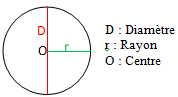 D
O r
D : Diamètre
r : Rayon
O : Centre